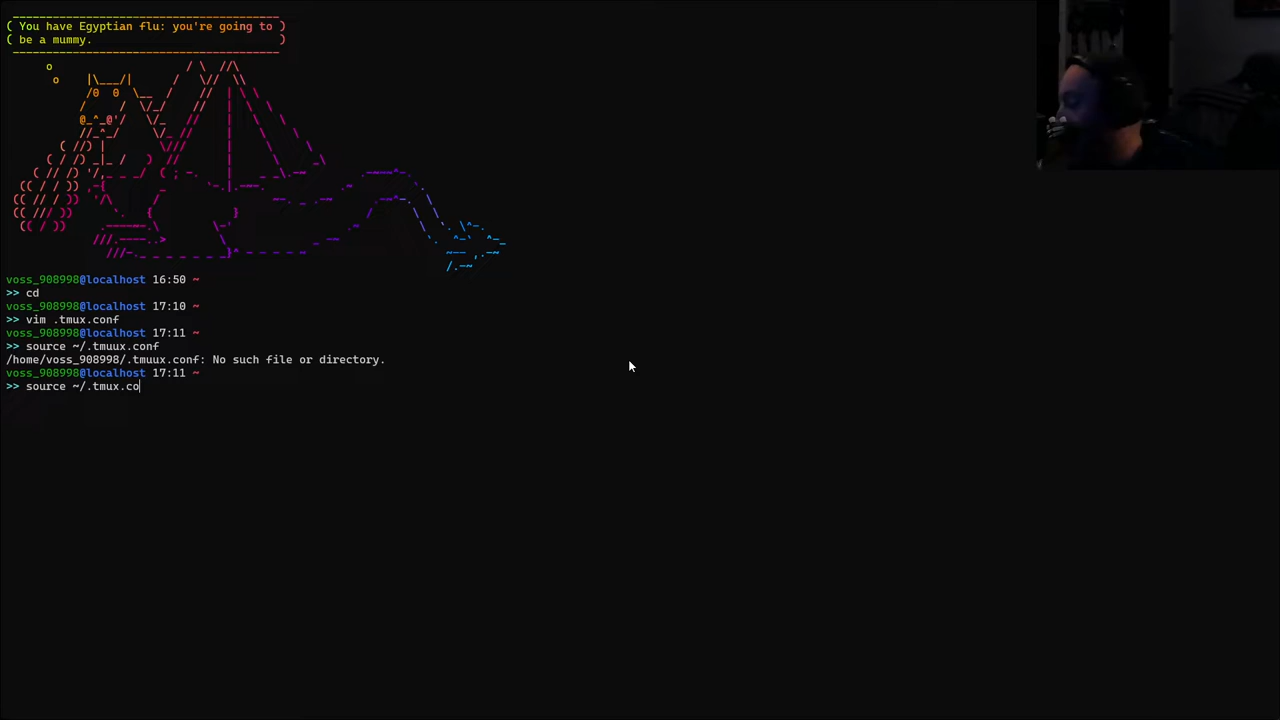 ( You have Egyptian flu: you're going to )
( be a mummy. )
voss_908998@localhost 16:50 ~
>> cd
voss_908998@localhost 17:10 ~
>> vim .tmux.conf
voss_908998@localhost 17:11 ~
>> source ~/.tmuux.conf
/home/voss_908998/.tmuux.conf: No such file or directory.
voss_908998@localhost 17:11 ~
>> source ~/.tmux.co